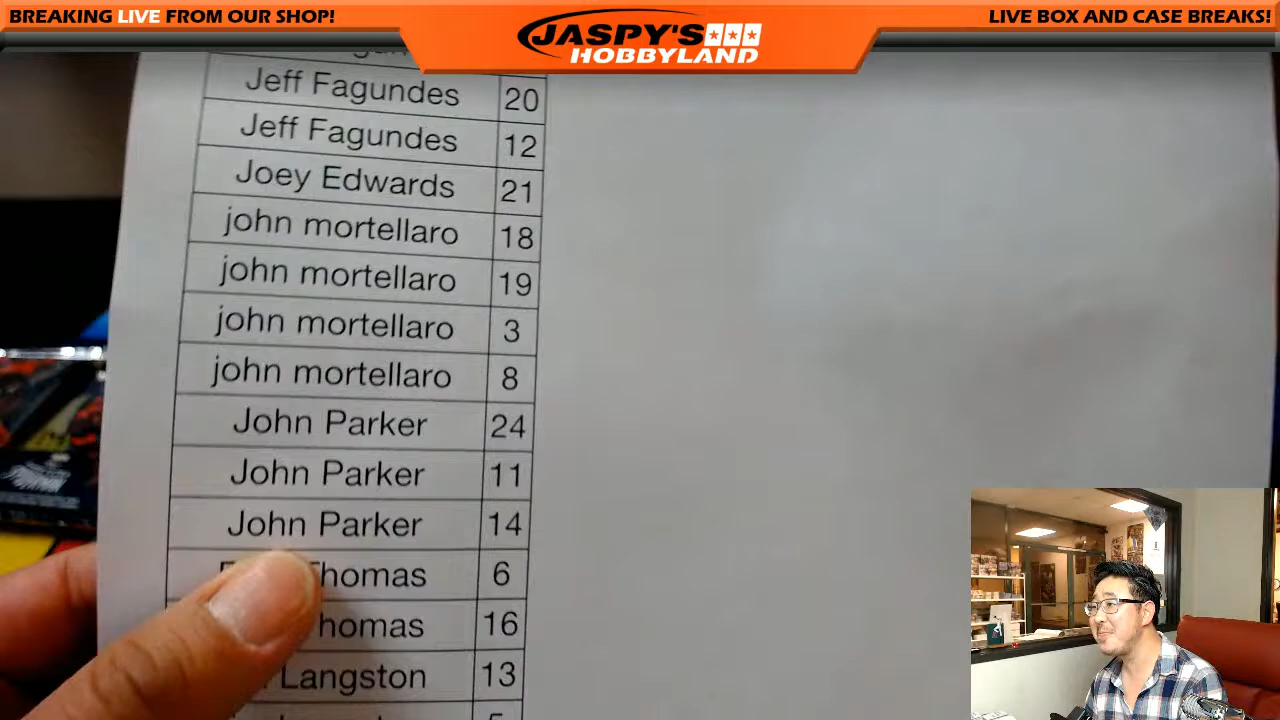 BREAKING LIVE FROM OUR SHOP!
JASPY'S
HOBBYLAND
LIVE BOX AND CASE BREAKS!
Jeff Fagundes 20
Jeff Fagundes 12
Joey Edwards 21
john mortellaro 18
john mortellaro 19
john mortellaro 3
john mortellaro 8
John Parker 24
John Parker 11
John Parker 14
Thomas 6
homas 16
Langston 13